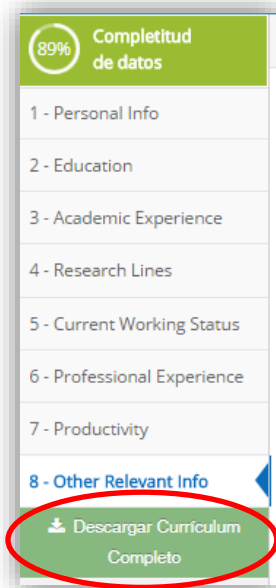 89%
Completitud
de datos
1 - Personal Info
2 - Education
3 - Academic Experience
4 - Research Lines
5 - Current Working Status
6 - Professional Experience
7 - Productivity
8 - Other Relevant Info
Descargar Currículum
Completo